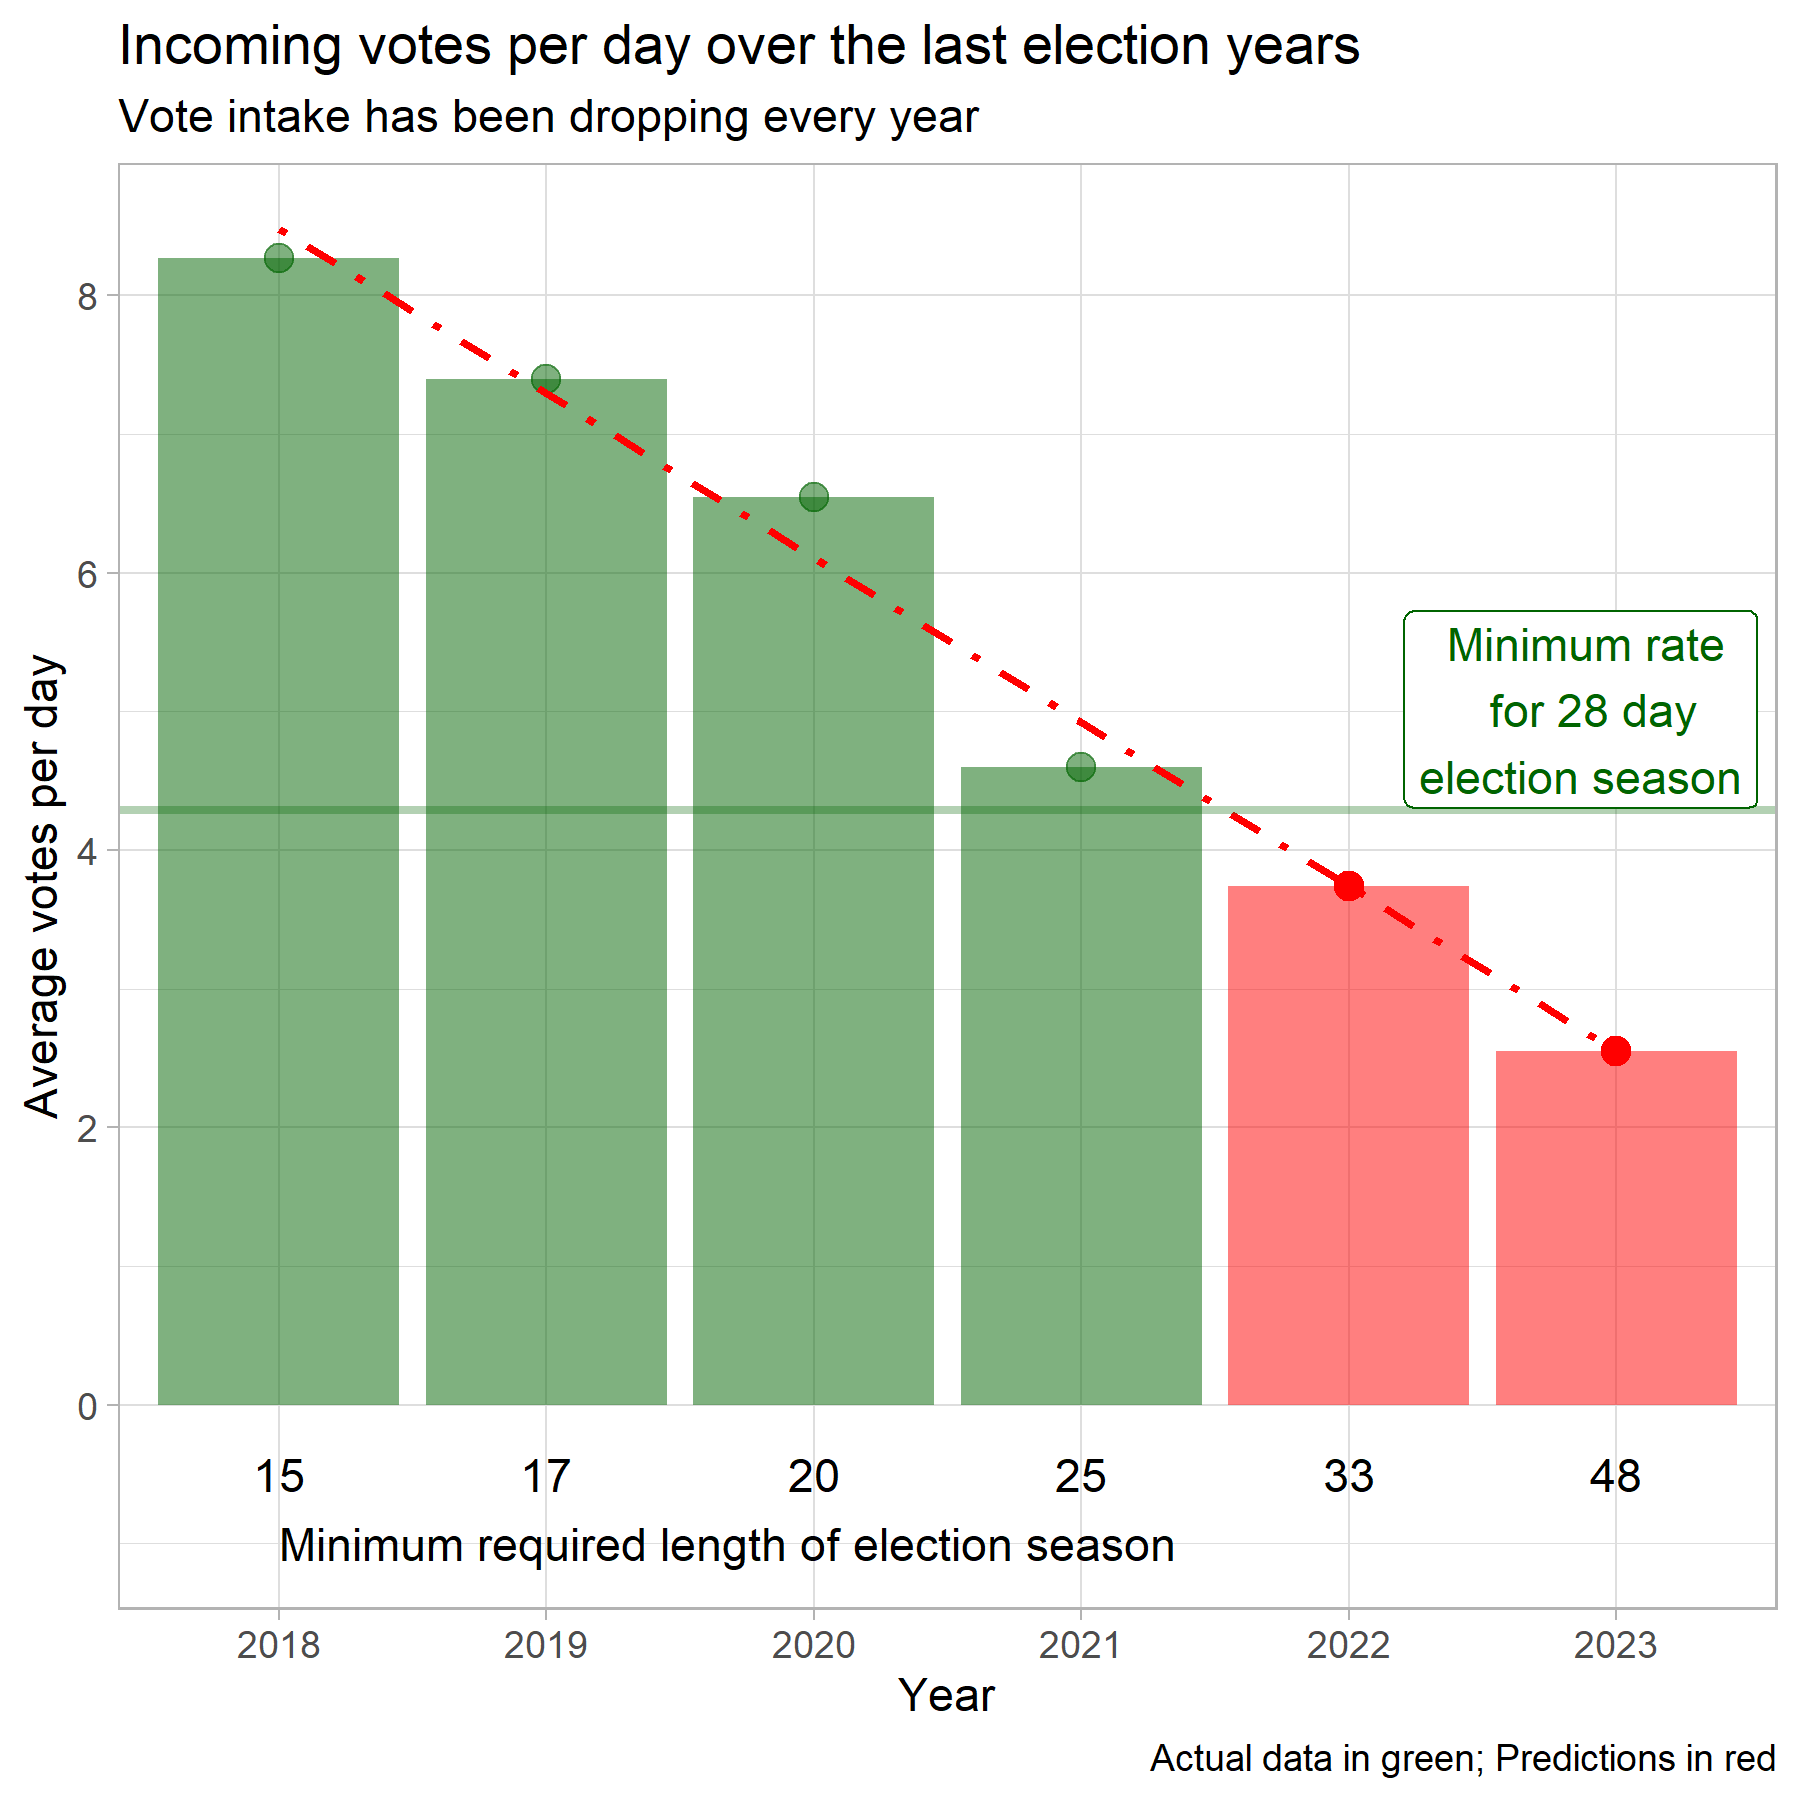 Incoming votes per day over the last election years
Vote intake has been dropping every year
Average votes per day
8
6
4
2
0
Minimum rate
for 28 day
election season
15 17 20 25 33 48
Minimum required length of election season
2018 2019 2020 2021 2022 2023
Year
Actual data in green; Predictions in red